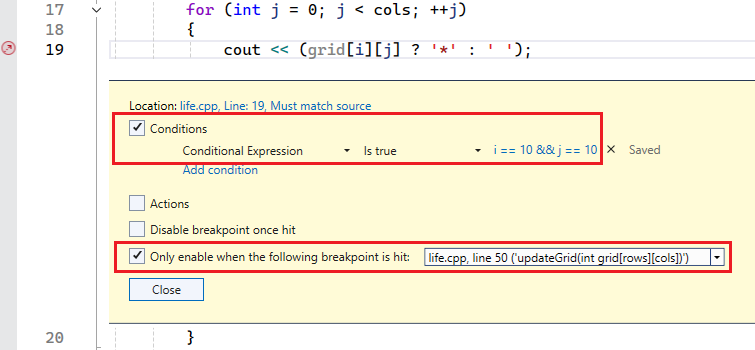 17 for (int j = 0; j < cols; ++j)
18 {
19 cout << (grid[i][j] ? '*' : ' ');
Location: life.cpp, Line: 19, Must match source
Conditions
Conditional Expression Is true i == 10 && j == 10 × Saved
Add condition
Actions
Disable breakpoint once hit
Only enable when the following breakpoint is hit: life.cpp, line 50 ('updateGrid(int grid[rows][cols])')
Close
20 }